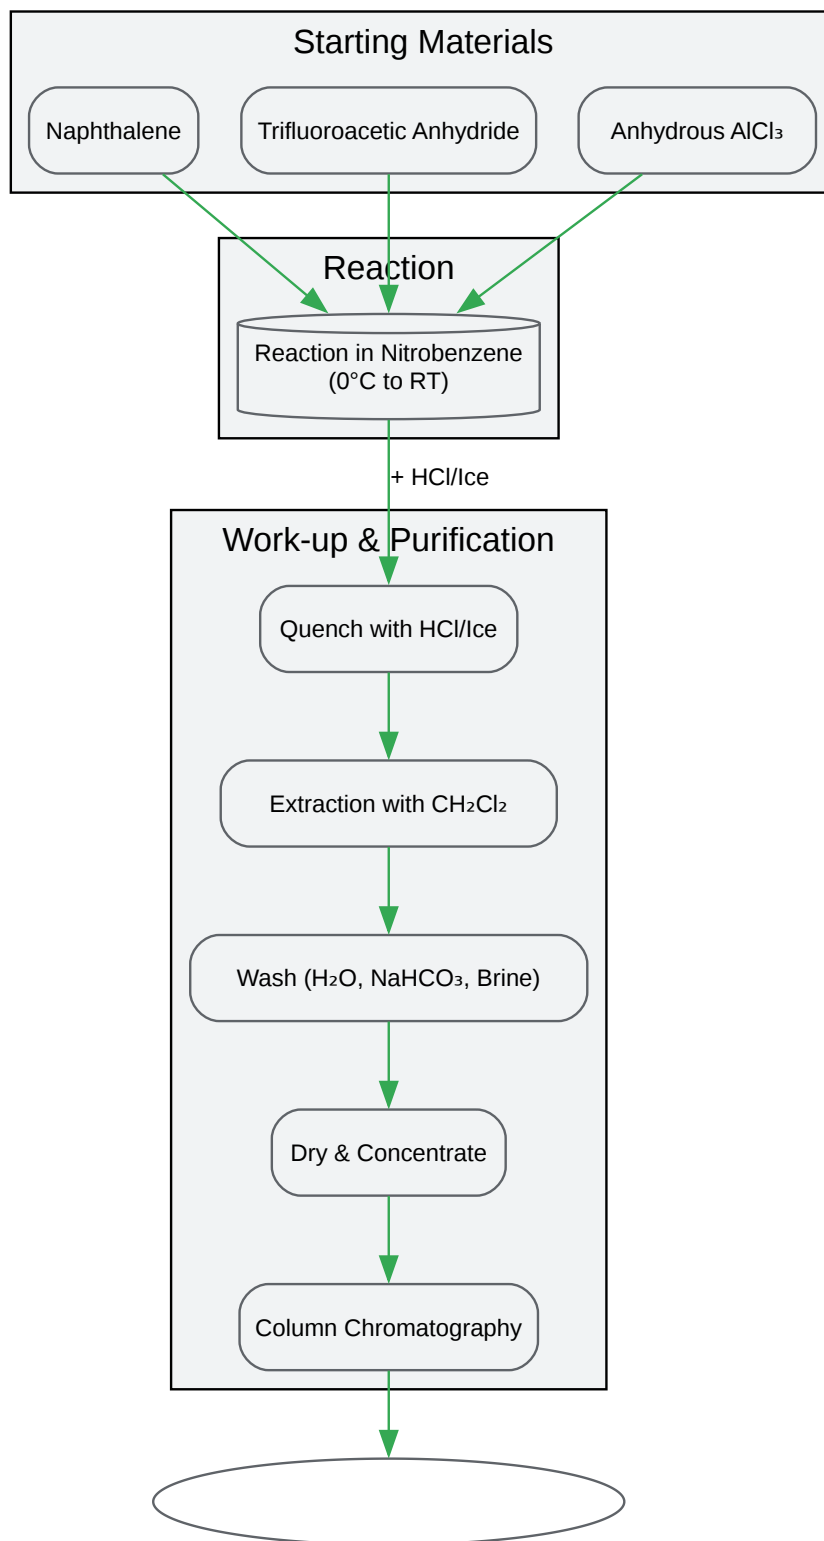 Starting Materials
Naphthalene
Trifluoroacetic Anhydride
Anhydrous AlCl₃
Reaction
Reaction in Nitrobenzene
(0°C to RT)
+ HCl/Ice
Work-up & Purification
Quench with HCl/Ice
Extraction with CH₂Cl₂
Wash (H₂O, NaHCO₃, Brine)
Dry & Concentrate
Column Chromatography